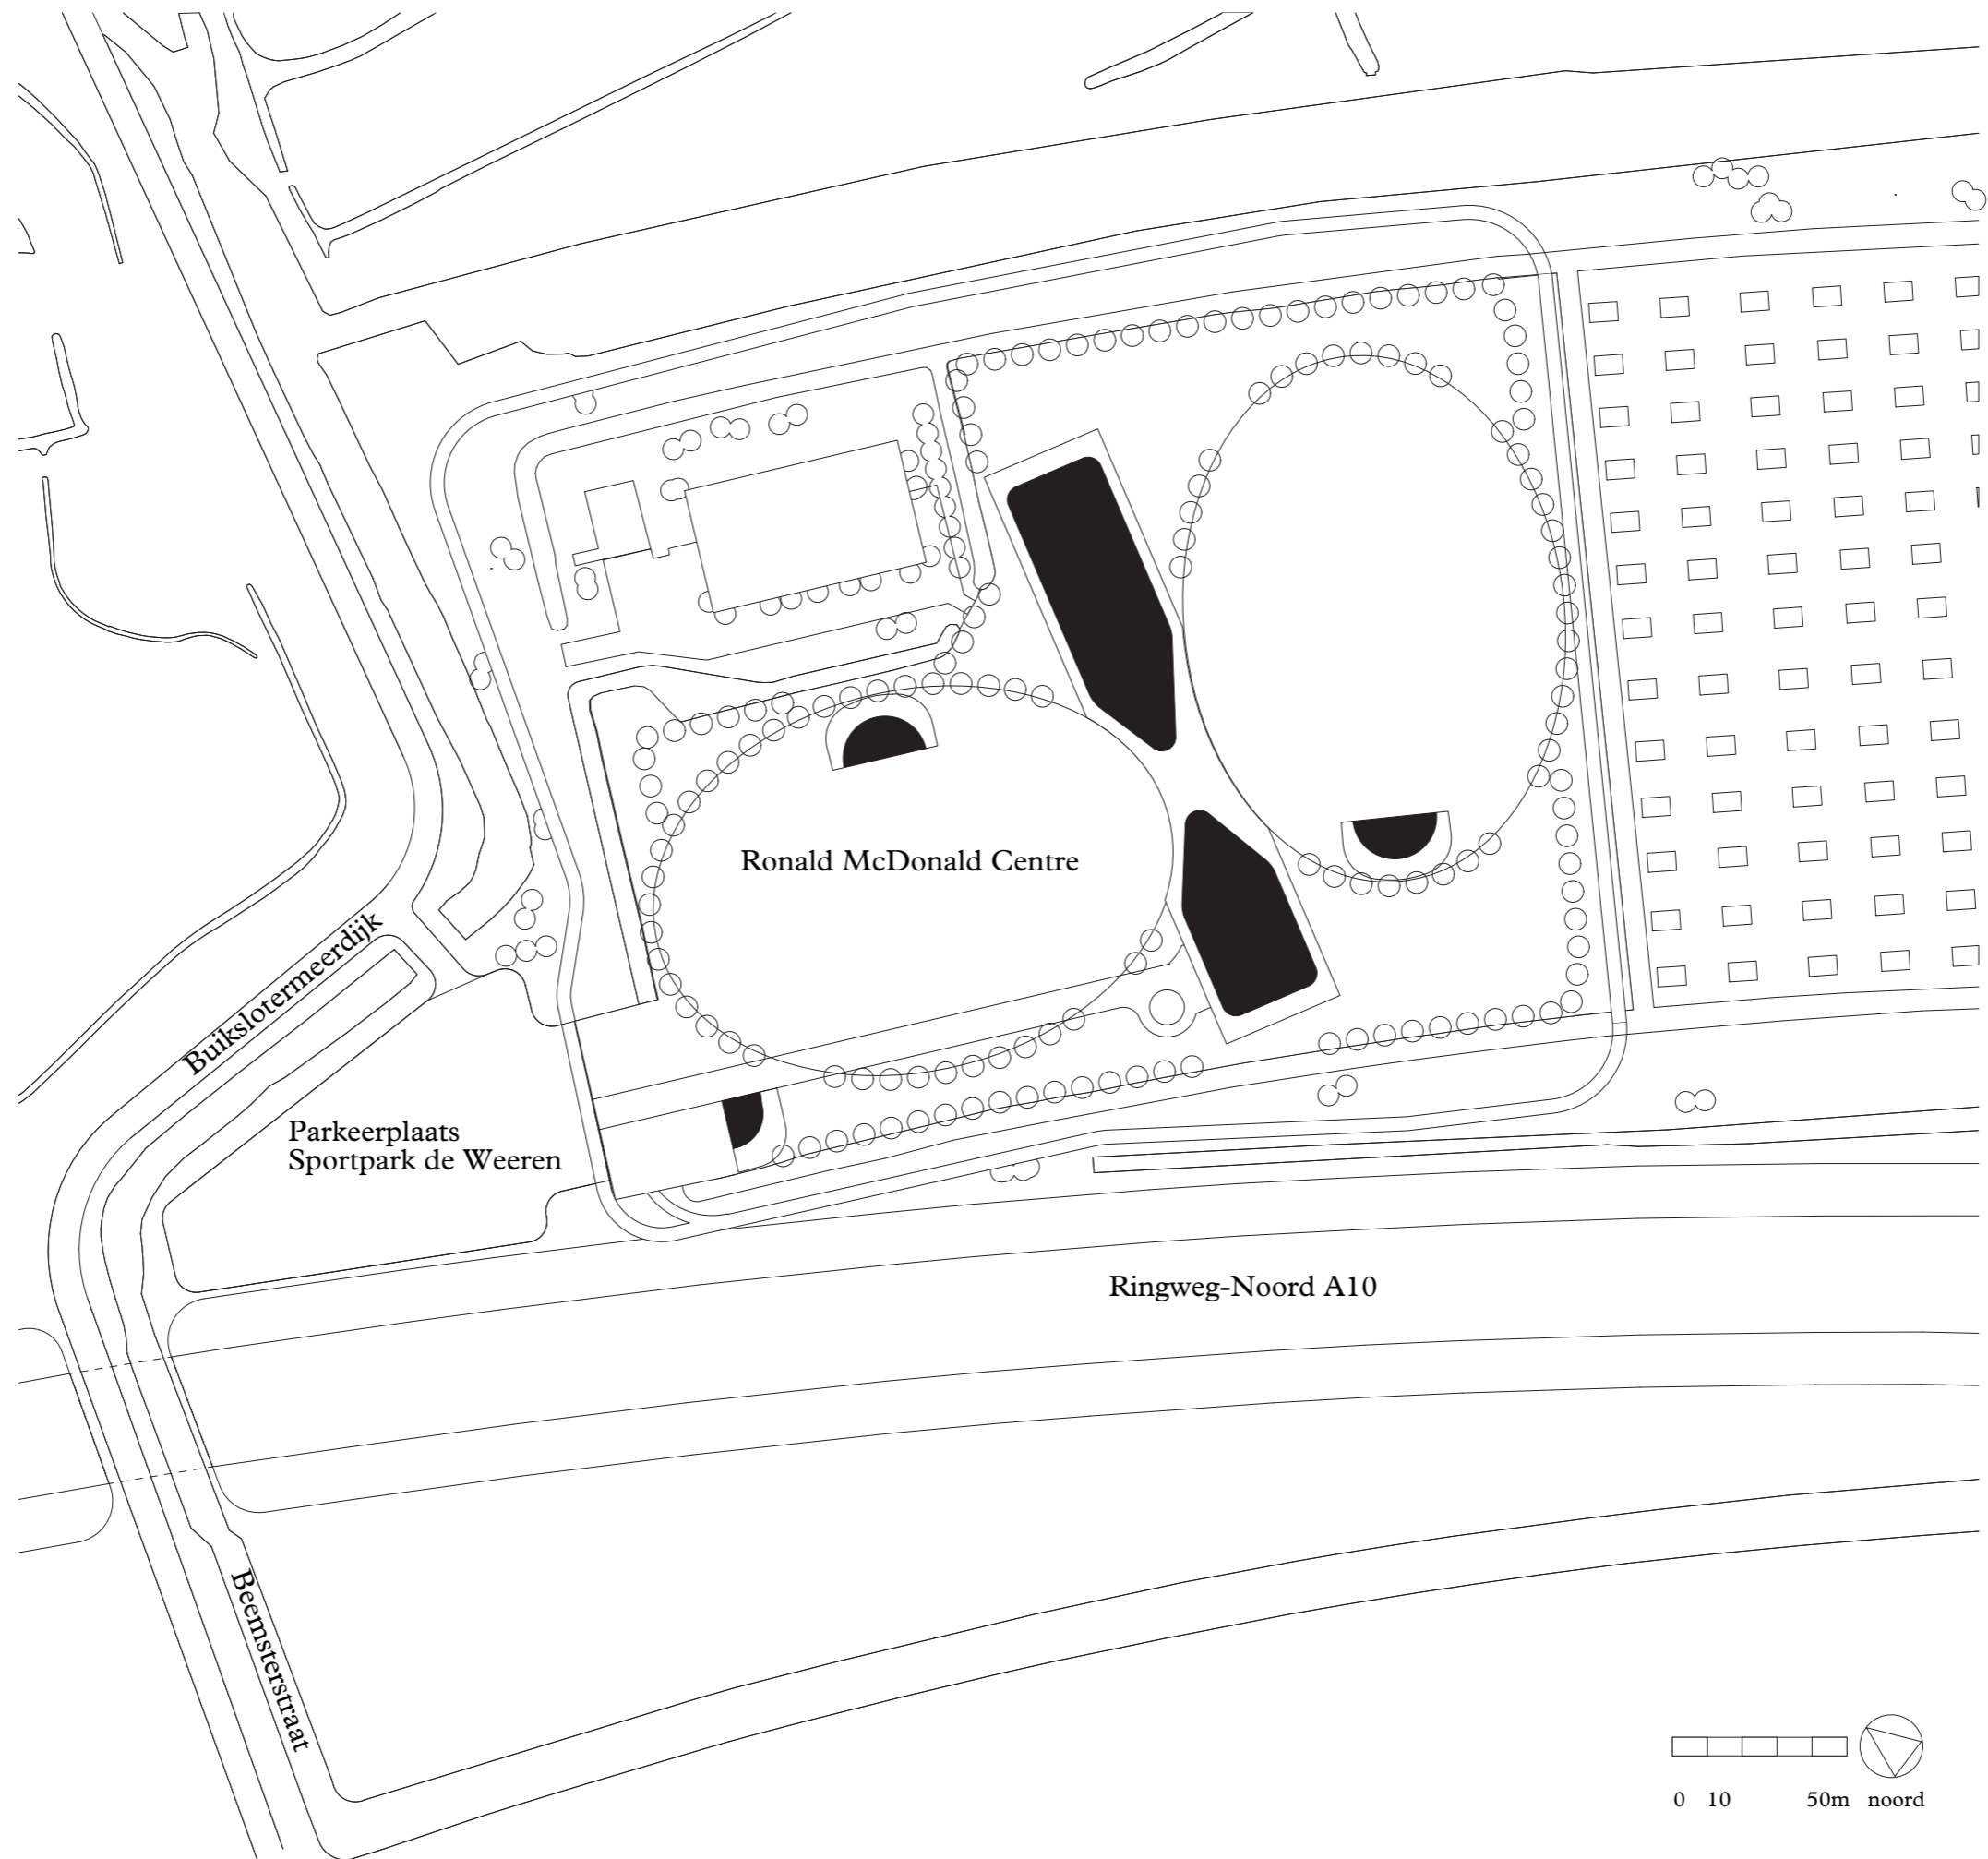 Ronald McDonald Centre
Buikslotermeerdijk
Parkeerplaats
Sportpark de Weeren
Ringweg-Noord A10
Beemsterstraat
0 10 50m noord